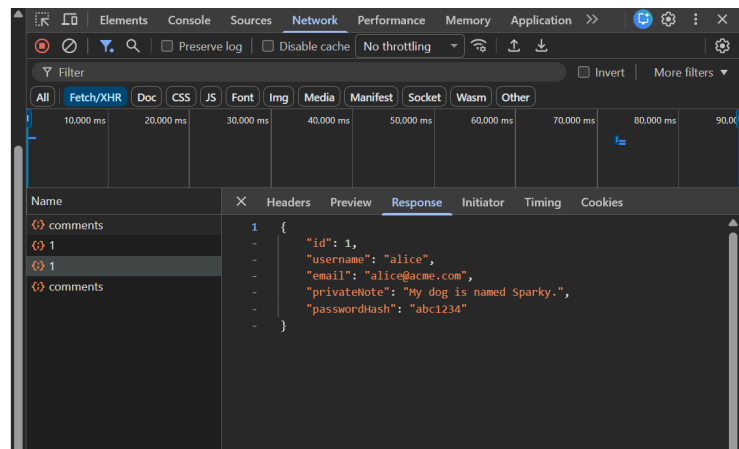 Elements Console Sources Network Performance Memory Application
Preserve log Disable cache No throttling
Filter Invert More filters
All Fetch/XHR Doc CSS JS Font Img Media Manifest Socket Wasm Other
10,000 ms 20,000 ms 30,000 ms 40,000 ms 50,000 ms 60,000 ms 70,000 ms 80,000 ms 90,00
Name Headers Preview Response Initiator Timing Cookies
comments
1
1
comments
1 {
- "id": 1,
- "username": "alice",
- "email": "alice@acme.com",
- "privateNote": "My dog is named Sparky.",
- "passwordHash": "abc1234"
- }